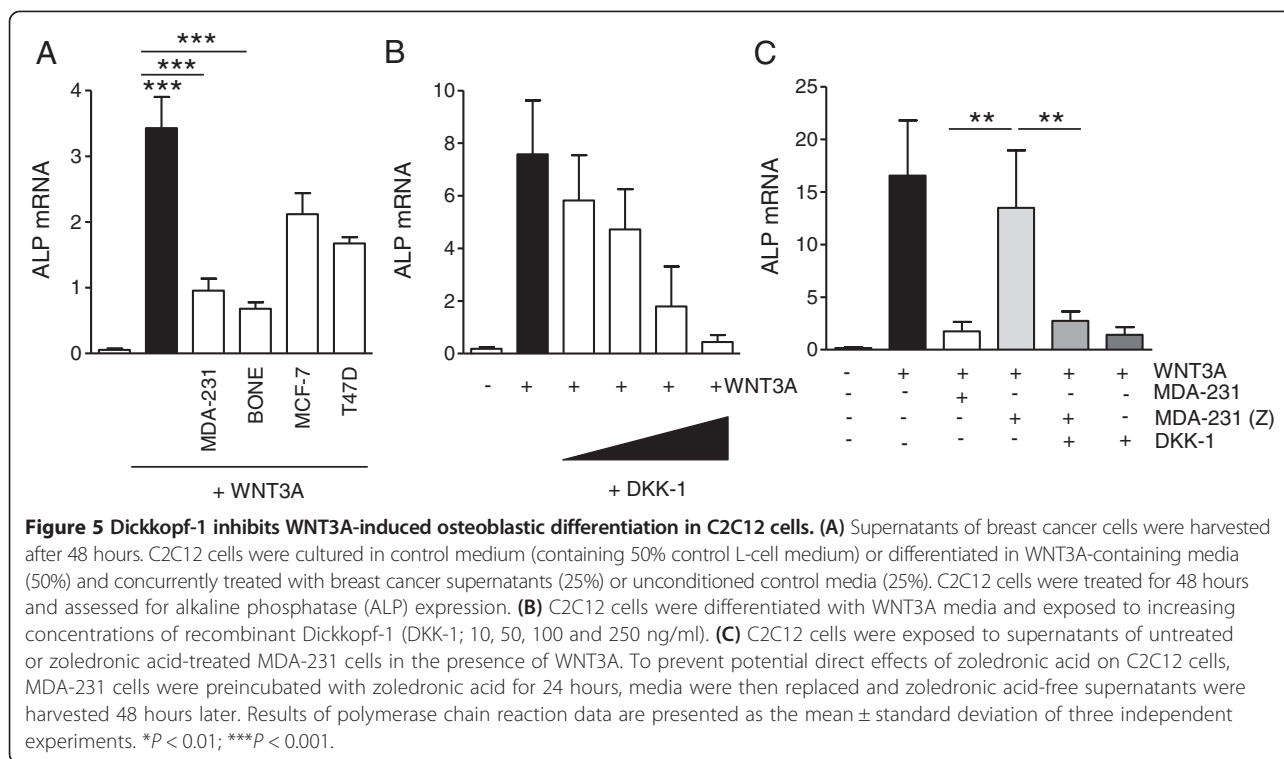 A
***
***
***
ALP mRNA
4
3
2
1
0
MDA-231
BONE
MCF-7
T47D
+ WNT3A
B
ALP mRNA
10
8
6
4
2
0
- + + + + + WNT3A
+ DKK-1
C
** **
ALP mRNA
25
20
15
10
5
0
- + + + + + WNT3A
- - + - - - MDA-231
- - - + + - MDA-231 (Z)
- - - - + + DKK-1
Figure 5 Dickkopf-1 inhibits WNT3A-induced osteoblastic differentiation in C2C12 cells. (A) Supernatants of breast cancer cells were harvested
after 48 hours. C2C12 cells were cultured in control medium (containing 50% control L-cell medium) or differentiated in WNT3A-containing media
(50%) and concurrently treated with breast cancer supernatants (25%) or unconditioned control media (25%). C2C12 cells were treated for 48 hours
and assessed for alkaline phosphatase (ALP) expression. (B) C2C12 cells were differentiated with WNT3A media and exposed to increasing
concentrations of recombinant Dickkopf-1 (DKK-1; 10, 50, 100 and 250 ng/ml). (C) C2C12 cells were exposed to supernatants of untreated
or zoledronic acid-treated MDA-231 cells in the presence of WNT3A. To prevent potential direct effects of zoledronic acid on C2C12 cells,
MDA-231 cells were preincubated with zoledronic acid for 24 hours, media were then replaced and zoledronic acid-free supernatants were
harvested 48 hours later. Results of polymerase chain reaction data are presented as the mean ± standard deviation of three independent
experiments. *P < 0.01; ***P < 0.001.